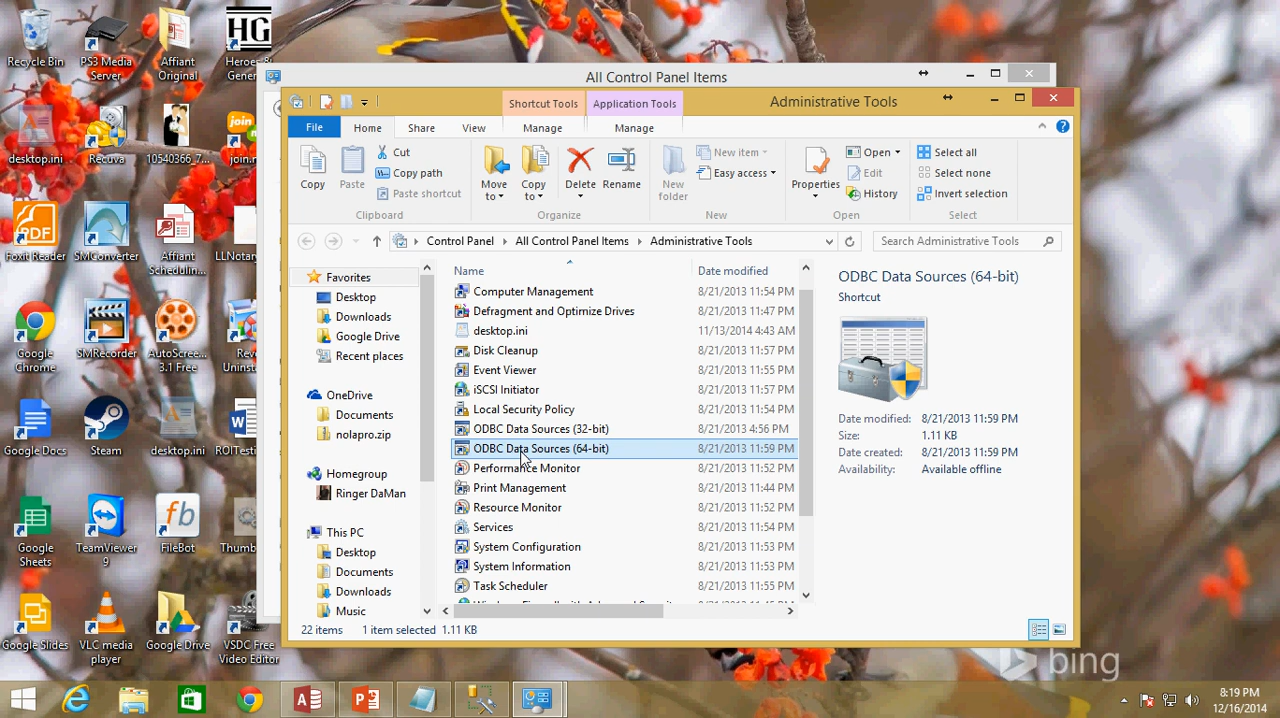 Recycle Bin
PS3 Media
Server
Affiant
Original
HG
Heroes &
Gener
desktop.ini
Recuva
10540366_7...
join
join.
PDF
Foxit Reader
SMConverter
Affiant
Schedulin...
LLNotary
Google
Chrome
SMRecorder
AutoScree...
3.1 Free
Revo
Uninst
Google Docs
Steam
desktop.ini
ROITesti
Google
Sheets
TeamViewer
9
fb
FileBot
Thumb
Google Slides
VLC media
player
Google Drive
VSDC Free
Video Editor
All Control Panel Items
Shortcut Tools
Application Tools
Administrative Tools
File
Home
Share
View
Manage
Manage
Copy
Paste
Cut
Copy path
Paste shortcut
Clipboard
Move
to
Copy
to
Delete
Rename
Organize
New
folder
New item
Easy access
New
Properties
Open
Edit
History
Open
Select all
Select none
Invert selection
Select
Control Panel
All Control Panel Items
Administrative Tools
Search Administrative Tools
Favorites
Desktop
Downloads
Google Drive
Recent places
OneDrive
Documents
nolapro.zip
Homegroup
Ringer DaMan
This PC
Desktop
Documents
Downloads
Music
Name Date modified
Computer Management 8/21/2013 11:54 PM
Defragment and Optimize Drives 8/21/2013 11:47 PM
desktop.ini 11/13/2014 4:43 AM
Disk Cleanup 8/21/2013 11:57 PM
Event Viewer 8/21/2013 11:55 PM
iSCSI Initiator 8/21/2013 11:57 PM
Local Security Policy 8/21/2013 11:54 PM
ODBC Data Sources (32-bit) 8/21/2013 4:56 PM
ODBC Data Sources (64-bit) 8/21/2013 11:59 PM
Performance Monitor 8/21/2013 11:52 PM
Print Management 8/21/2013 11:44 PM
Resource Monitor 8/21/2013 11:52 PM
Services 8/21/2013 11:54 PM
System Configuration 8/21/2013 11:53 PM
System Information 8/21/2013 11:53 PM
Task Scheduler 8/21/2013 11:55 PM
ODBC Data Sources (64-bit)
Shortcut
Date modified: 8/21/2013 11:59 PM
Size: 1.11 KB
Date created: 8/21/2013 11:59 PM
Availability: Available offline
22 items 1 item selected 1.11 KB
bing
8:19 PM
12/16/2014